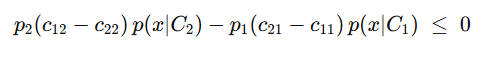 p₂(c₁₂ − c₂₂) p(x|C₂) − p₁(c₂₁ − c₁₁) p(x|C₁) ≤ 0